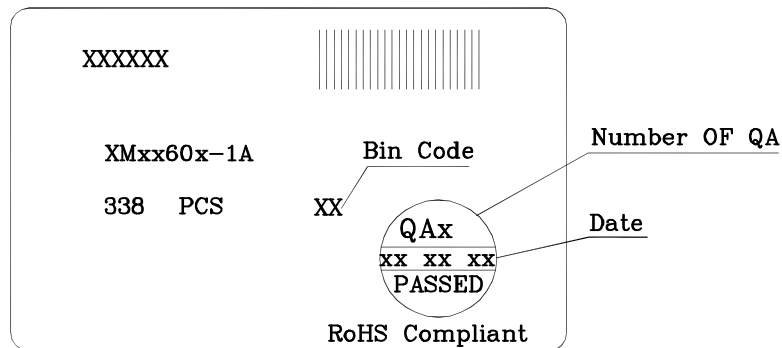 XXXXXX
XMxx60x-1A
Bin Code
Number OF QA
338 PCS
XX
QAx
Date
xx xx xx
PASSED
RoHS Compliant